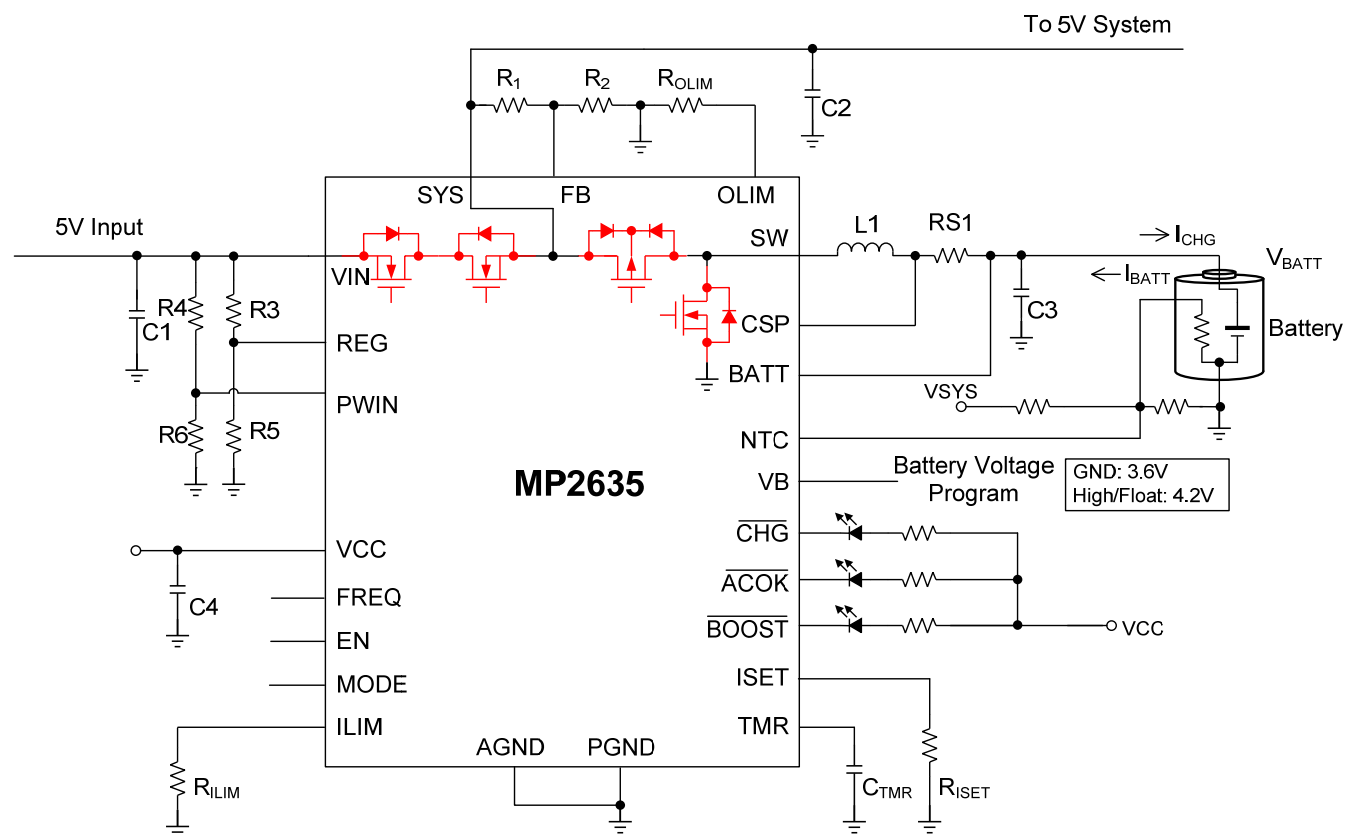 To 5V System
R1
R2
ROLIM
C2
SYS
FB
OLIM
5V Input
SW
L1
RS1
ICHG
IBATT
VBATT
VIN
R4
R3
C1
CSP
C3
Battery
REG
BATT
VSYS
PWIN
R6
R5
NTC
MP2635
VB
Battery Voltage
Program
GND: 3.6V
High/Float: 4.2V
CHG
VCC
ACOK
C4
FREQ
BOOST
VCC
EN
ISET
MODE
ILIM
TMR
AGND
PGND
RILIM
CTMR
RISET